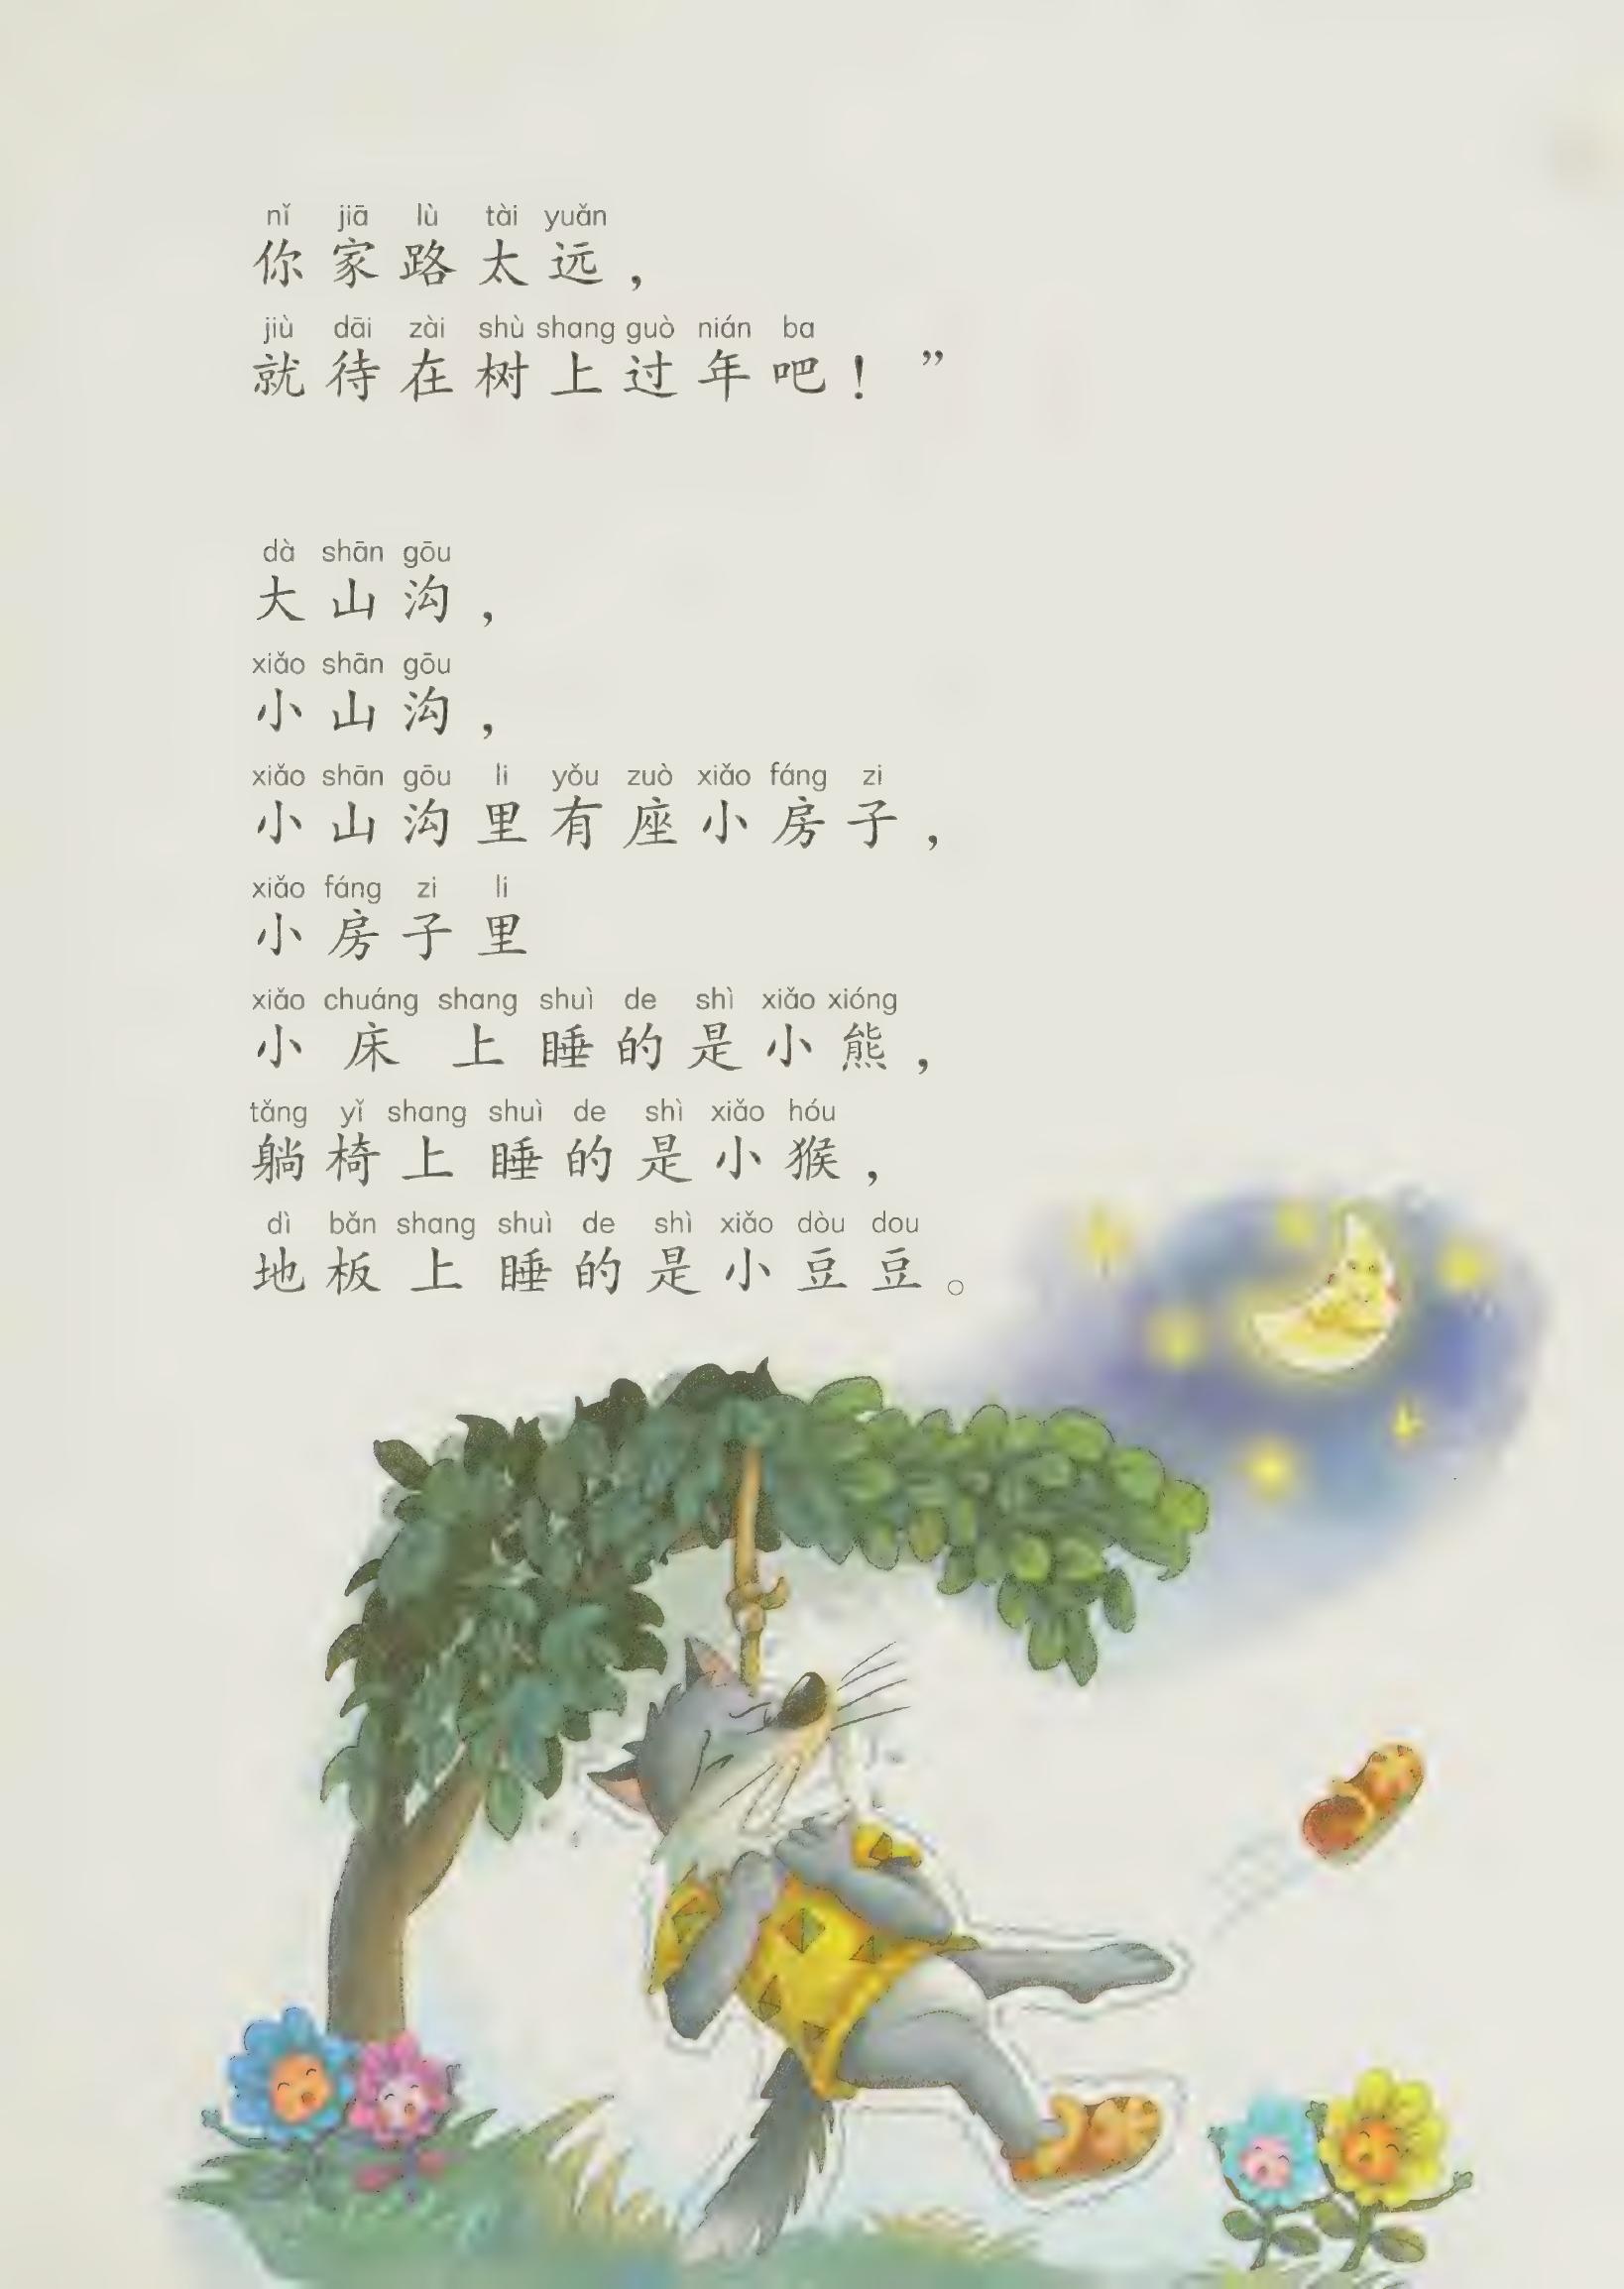 nǐ jiā lù tài yuǎn
你家路太远，
jiù dāi zài shù shang guò nián ba
就待在树上过年吧！”
dà shān gōu
大山沟，
xiǎo shān gōu
小山沟，
xiǎo shān gōu li yǒu zuò xiǎo fáng zi
小山沟里有座小房子，
xiǎo fáng zi li
小房子里
xiǎo chuáng shang shuì de shì xiǎo xióng
小床上睡的是小熊，
tǎng yǐ shang shuì de shì xiǎo hóu
躺椅上睡的是小猴，
dì bǎn shang shuì de shì xiǎo dòu dou
地板上睡的是小豆豆。